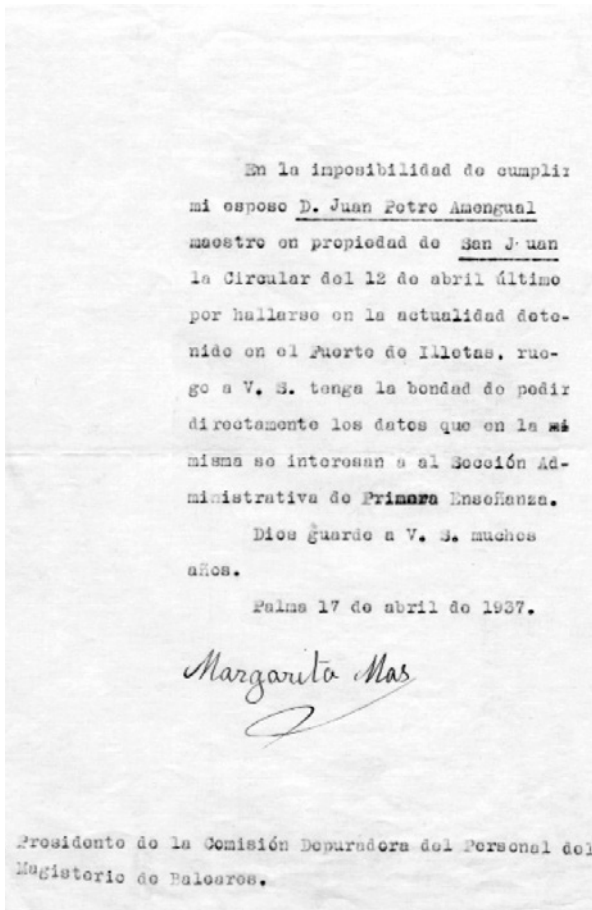 En la imposibilidad de cumplir
mi esposo D. Juan Petro Amengual
maestro en propiedad de San J uan
la Circular del 12 de abril último
por hallarse en la actualidad dete-
nido en el Fuerte de Illetas, rue-
go a V. S. tenga la bondad de pedir
directamente los datos que en la mi
misma se interesan a al Sección Ad-
ministrativa de Primera Enseñanza.
Dios guarde a V. S. muchos
años.
Palma 17 de abril de 1937.
Margarita Mas
Presidente de la Comisión Depuradora del Personal del
Magisterio de Baleares.